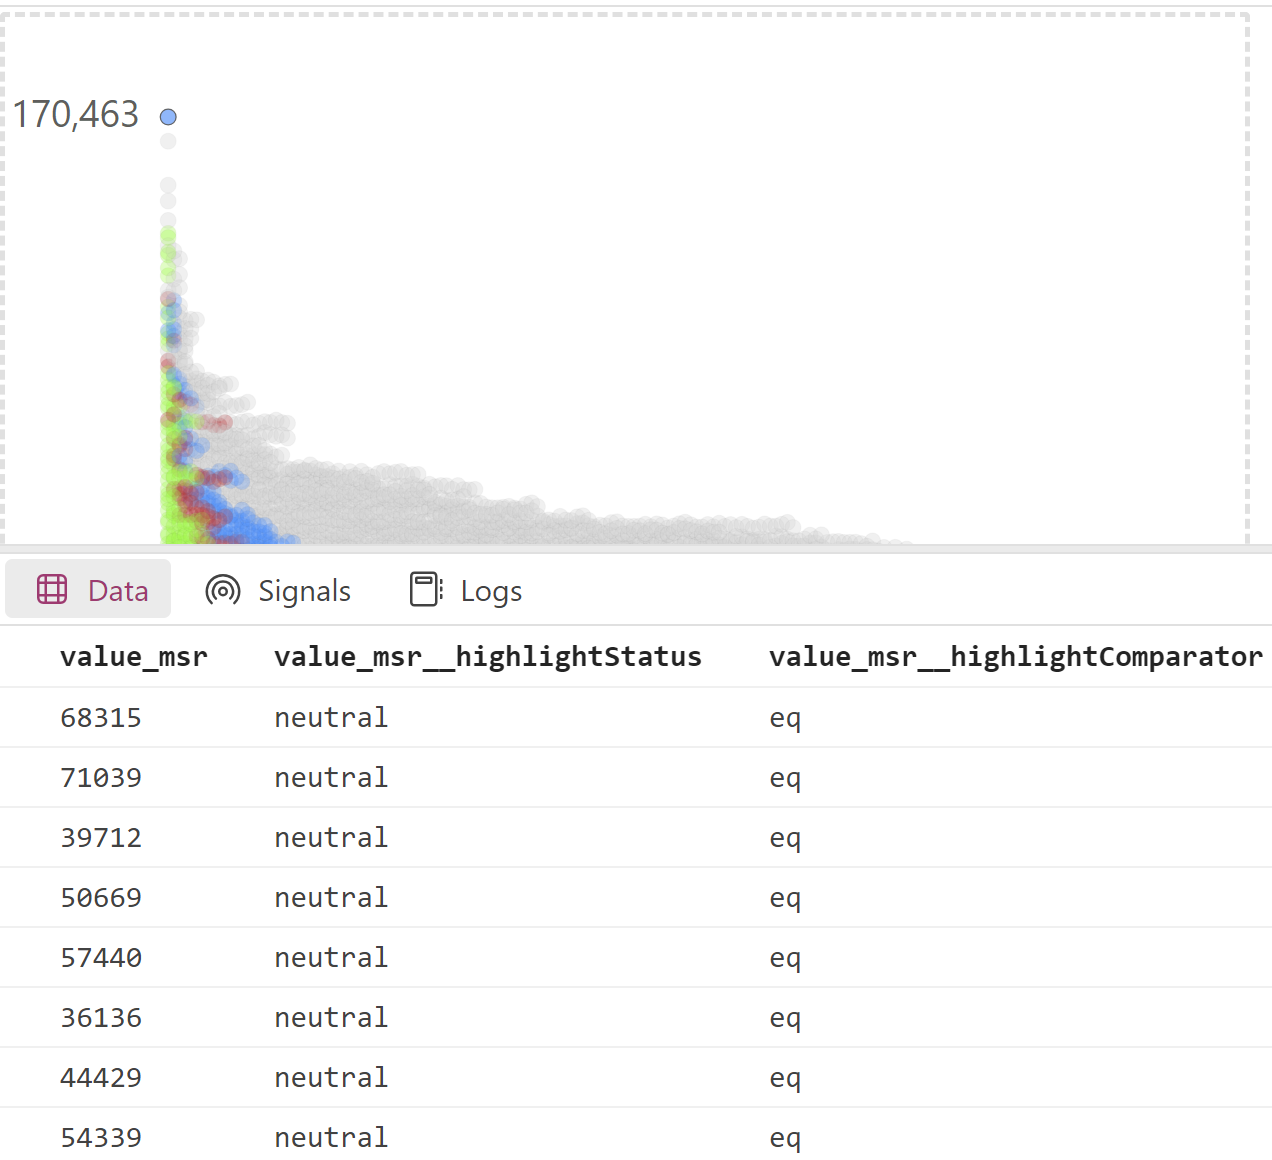 170,463
Data Signals Logs
value_msr value_msr__highlightStatus value_msr__highlightComparator
68315 neutral eq
71039 neutral eq
39712 neutral eq
50669 neutral eq
57440 neutral eq
36136 neutral eq
44429 neutral eq
54339 neutral eq